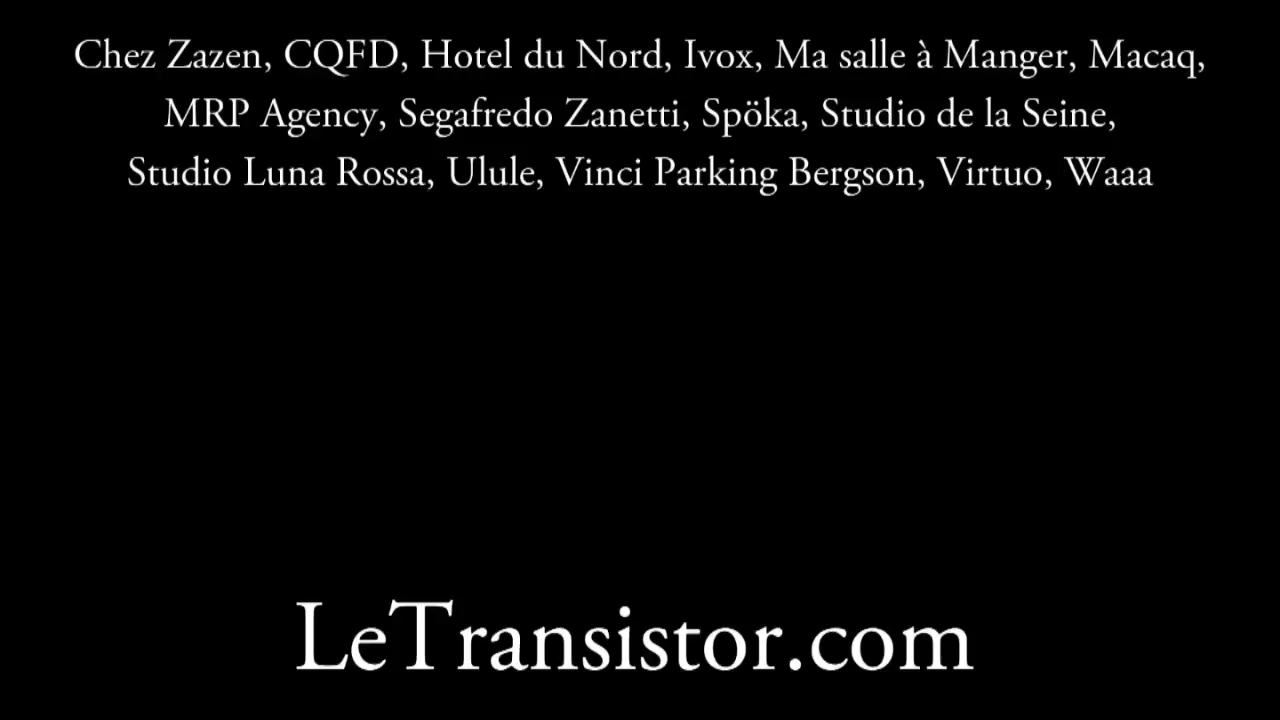 Chez Zazen, CQFD, Hotel du Nord, Ivox, Ma salle à Manger, Macaq,
MRP Agency, Segafredo Zanetti, Spöka, Studio de la Seine,
Studio Luna Rossa, Ulule, Vinci Parking Bergson, Virtuo, Waaa
LeTransistor.com